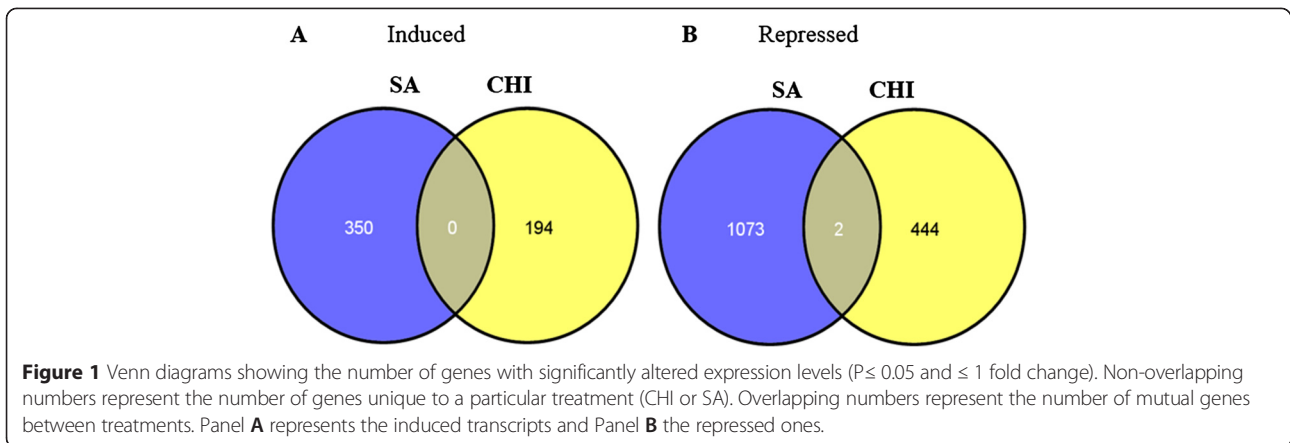 A Induced B Repressed
SA CHI SA CHI
350 0 194 1073 2 444
Figure 1 Venn diagrams showing the number of genes with significantly altered expression levels (P≤ 0.05 and ≤ 1 fold change). Non-overlapping
numbers represent the number of genes unique to a particular treatment (CHI or SA). Overlapping numbers represent the number of mutual genes
between treatments. Panel A represents the induced transcripts and Panel B the repressed ones.